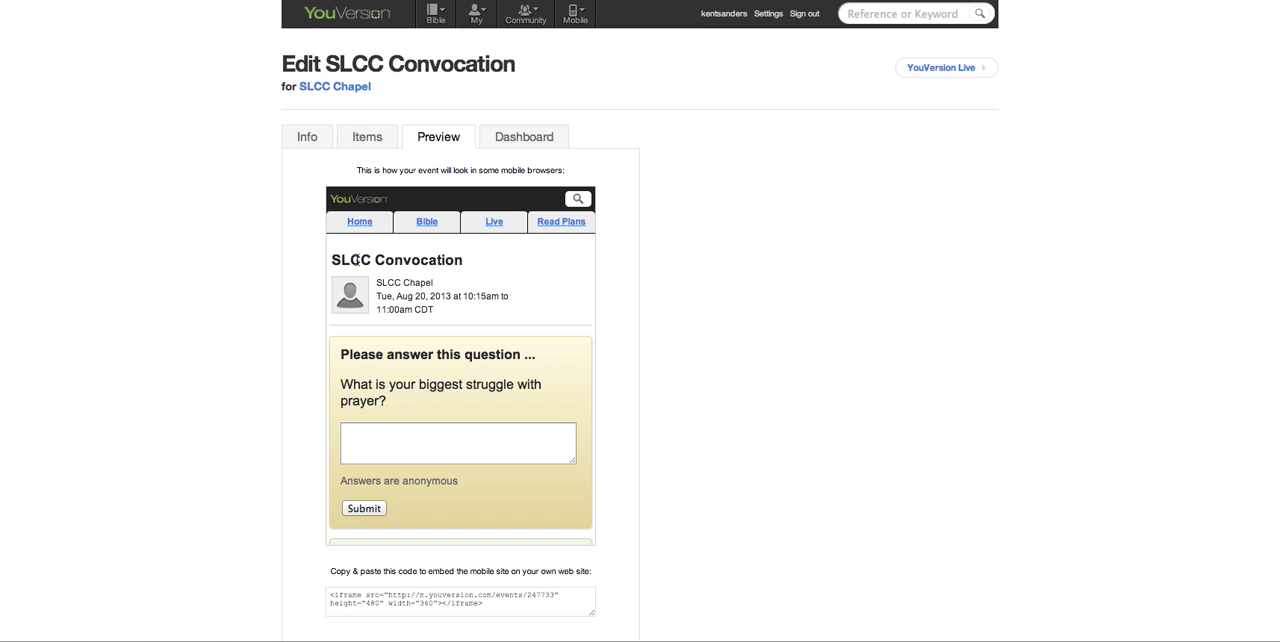 YouVersion
Bible
My
Community
Mobile
kentsanders Settings Sign out
Reference or Keyword
Edit SLCC Convocation
for SLCC Chapel
YouVersion Live
Info
Items
Preview
Dashboard
This is how your event will look in some mobile browsers:
YouVersion
Home
Bible
Live
Read Plans
SLCC Convocation
SLCC Chapel
Tue, Aug 20, 2013 at 10:15am to
11:00am CDT
Please answer this question ...
What is your biggest struggle with
prayer?
Answers are anonymous
Submit
Copy & paste this code to embed the mobile site on your own web site:
<iframe src="http://m.youversion.com/events/247733"
height="480" width="360"></iframe>